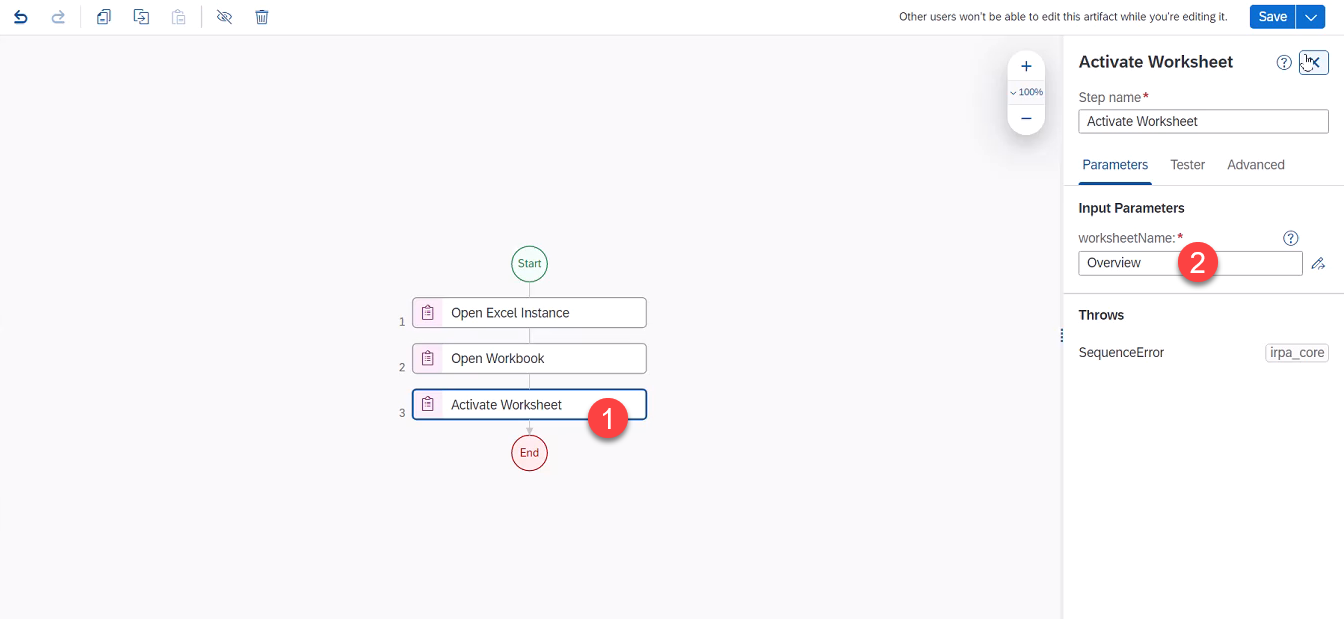 Other users won't be able to edit this artifact while you're editing it.
Save
100%
Activate Worksheet
?
Step name*
Activate Worksheet
Parameters Tester Advanced
Input Parameters
worksheetName:*
?
Overview
2
Throws
SequenceError irpa_core
Start
1 Open Excel Instance
2 Open Workbook
3 Activate Worksheet
1
End